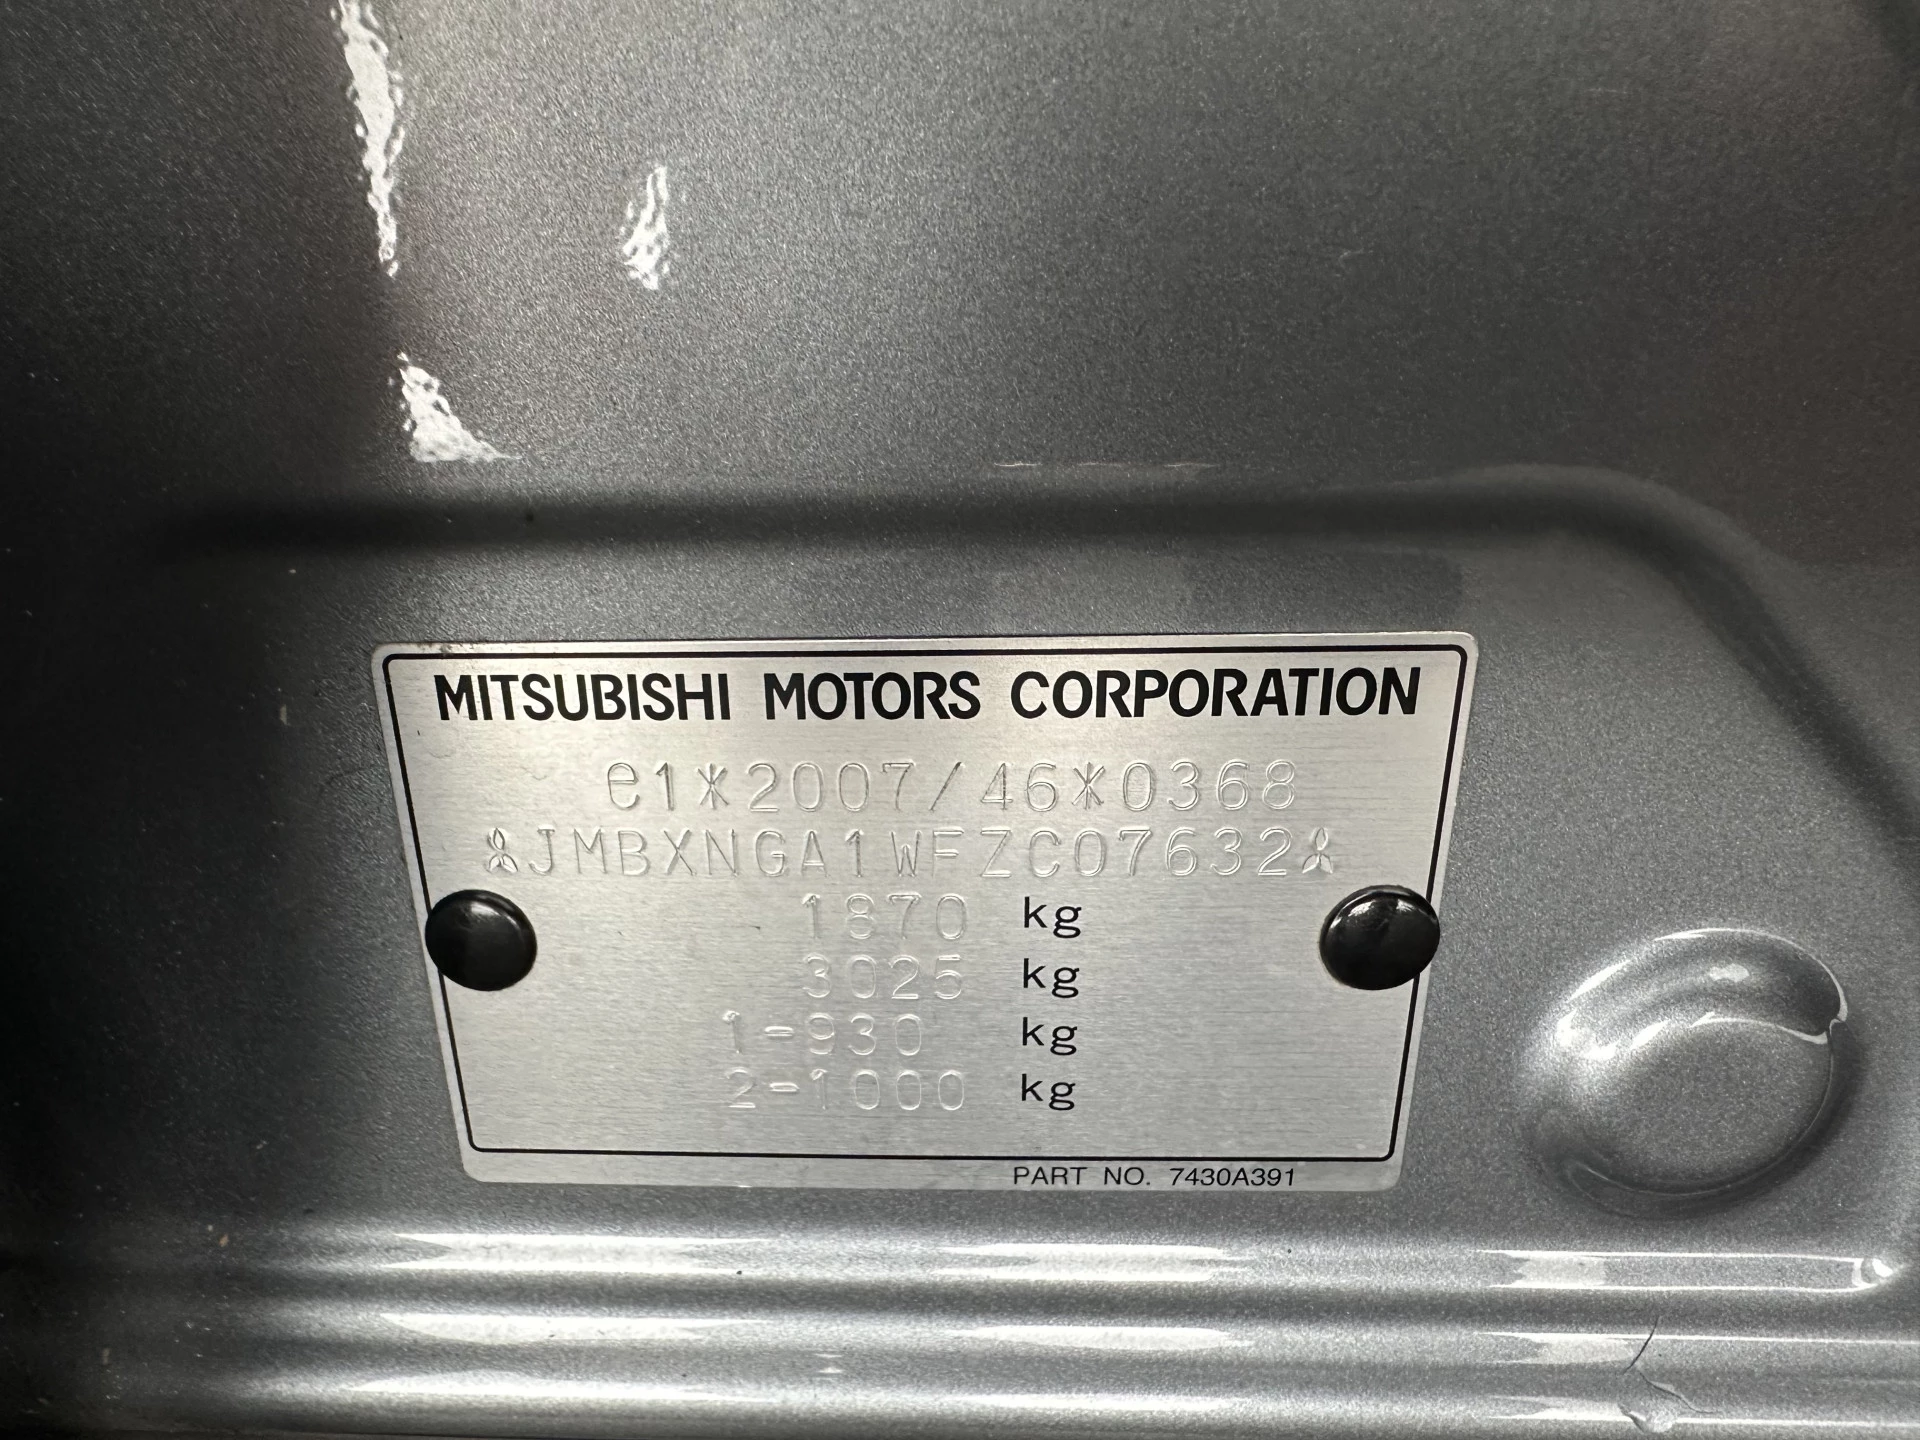 MITSUBISHI MOTORS CORPORATION
e1*2007/46*0368
JMBXNGA1WFZC07632
1870 kg
3025 kg
1-930 kg
2-1000 kg
PART NO. 7430A391